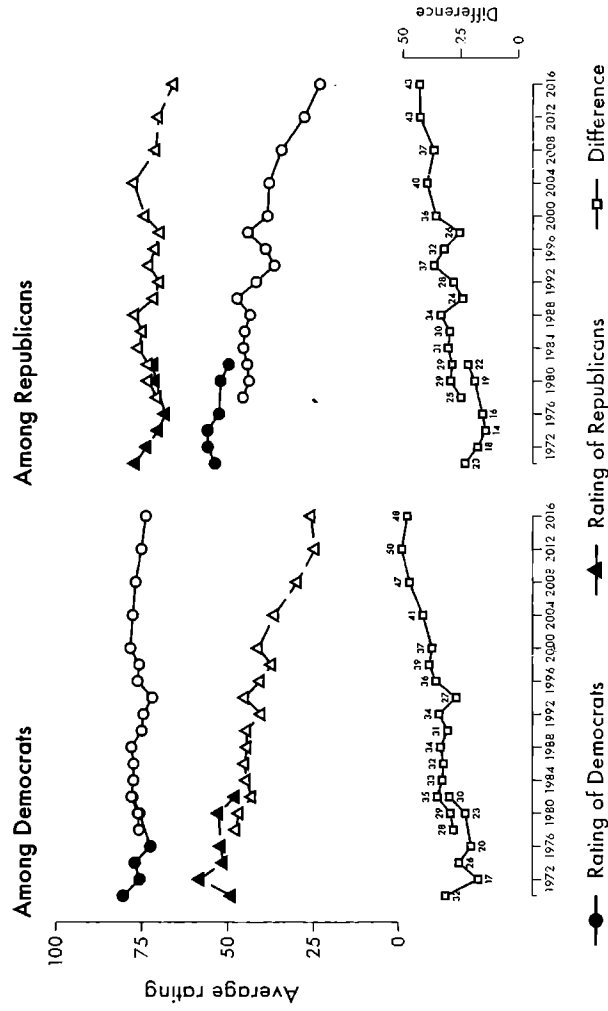 Among Democrats
Among Republicans
Average rating
100
75
50
25
0
Difference
50
25
0
32 17 26 20 23 30
28 29 35 33 32 34 31 34 27 36 39 37 41 47 50 48
23 18 14 16 19 22
25 29 29 31 30 34 24 28 37 32 26 36 40 37 43 43
1972 1976 1980 1984 1988 1992 1996 2000 2004 2008 2012 2016
1972 1976 1980 1984 1988 1992 1996 2000 2004 2008 2012 2016
Rating of Democrats
Rating of Republicans
Difference